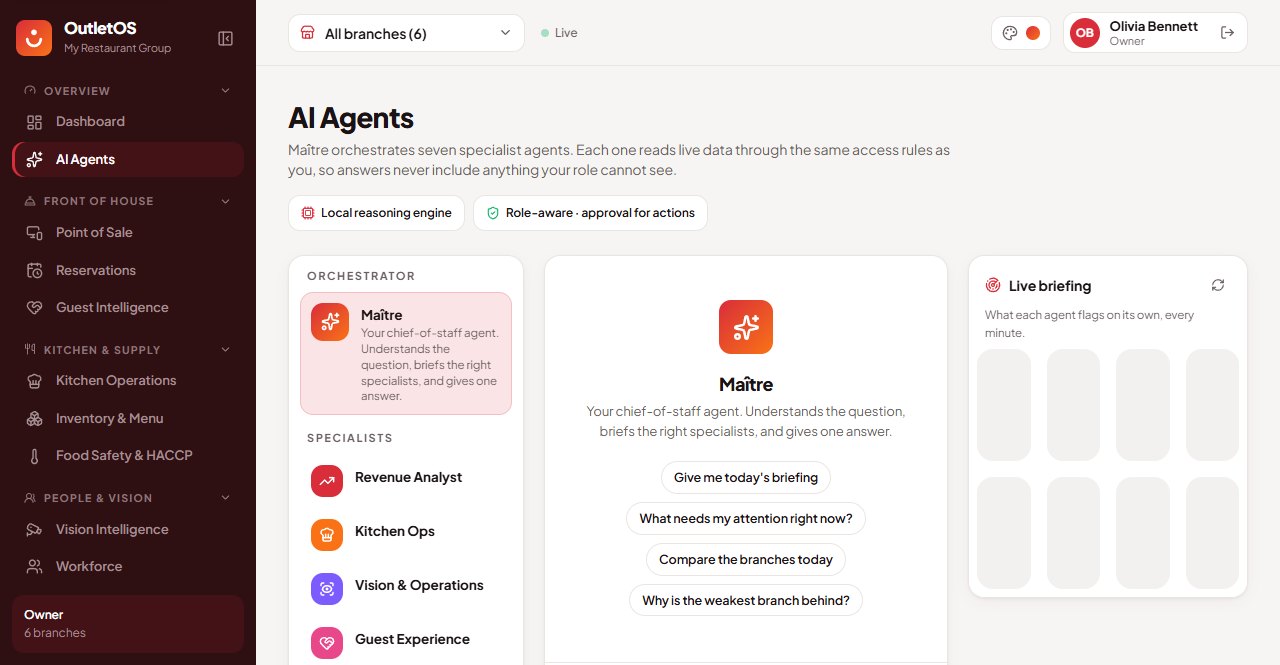 OutletOS
My Restaurant Group
OVERVIEW
Dashboard
AI Agents
FRONT OF HOUSE
Point of Sale
Reservations
Guest Intelligence
KITCHEN & SUPPLY
Kitchen Operations
Inventory & Menu
Food Safety & HACCP
PEOPLE & VISION
Vision Intelligence
Workforce
Owner
6 branches
All branches (6)
Live
OB
Olivia Bennett
Owner
AI Agents
Maître orchestrates seven specialist agents. Each one reads live data through the same access rules as
you, so answers never include anything your role cannot see.
Local reasoning engine
Role-aware · approval for actions
ORCHESTRATOR
Maître
Your chief-of-staff agent.
Understands the
question, briefs the right
specialists, and gives one
answer.
SPECIALISTS
Revenue Analyst
Kitchen Ops
Vision & Operations
Guest Experience
Maître
Your chief-of-staff agent. Understands the question,
briefs the right specialists, and gives one answer.
Give me today's briefing
What needs my attention right now?
Compare the branches today
Why is the weakest branch behind?
Live briefing
What each agent flags on its own, every
minute.